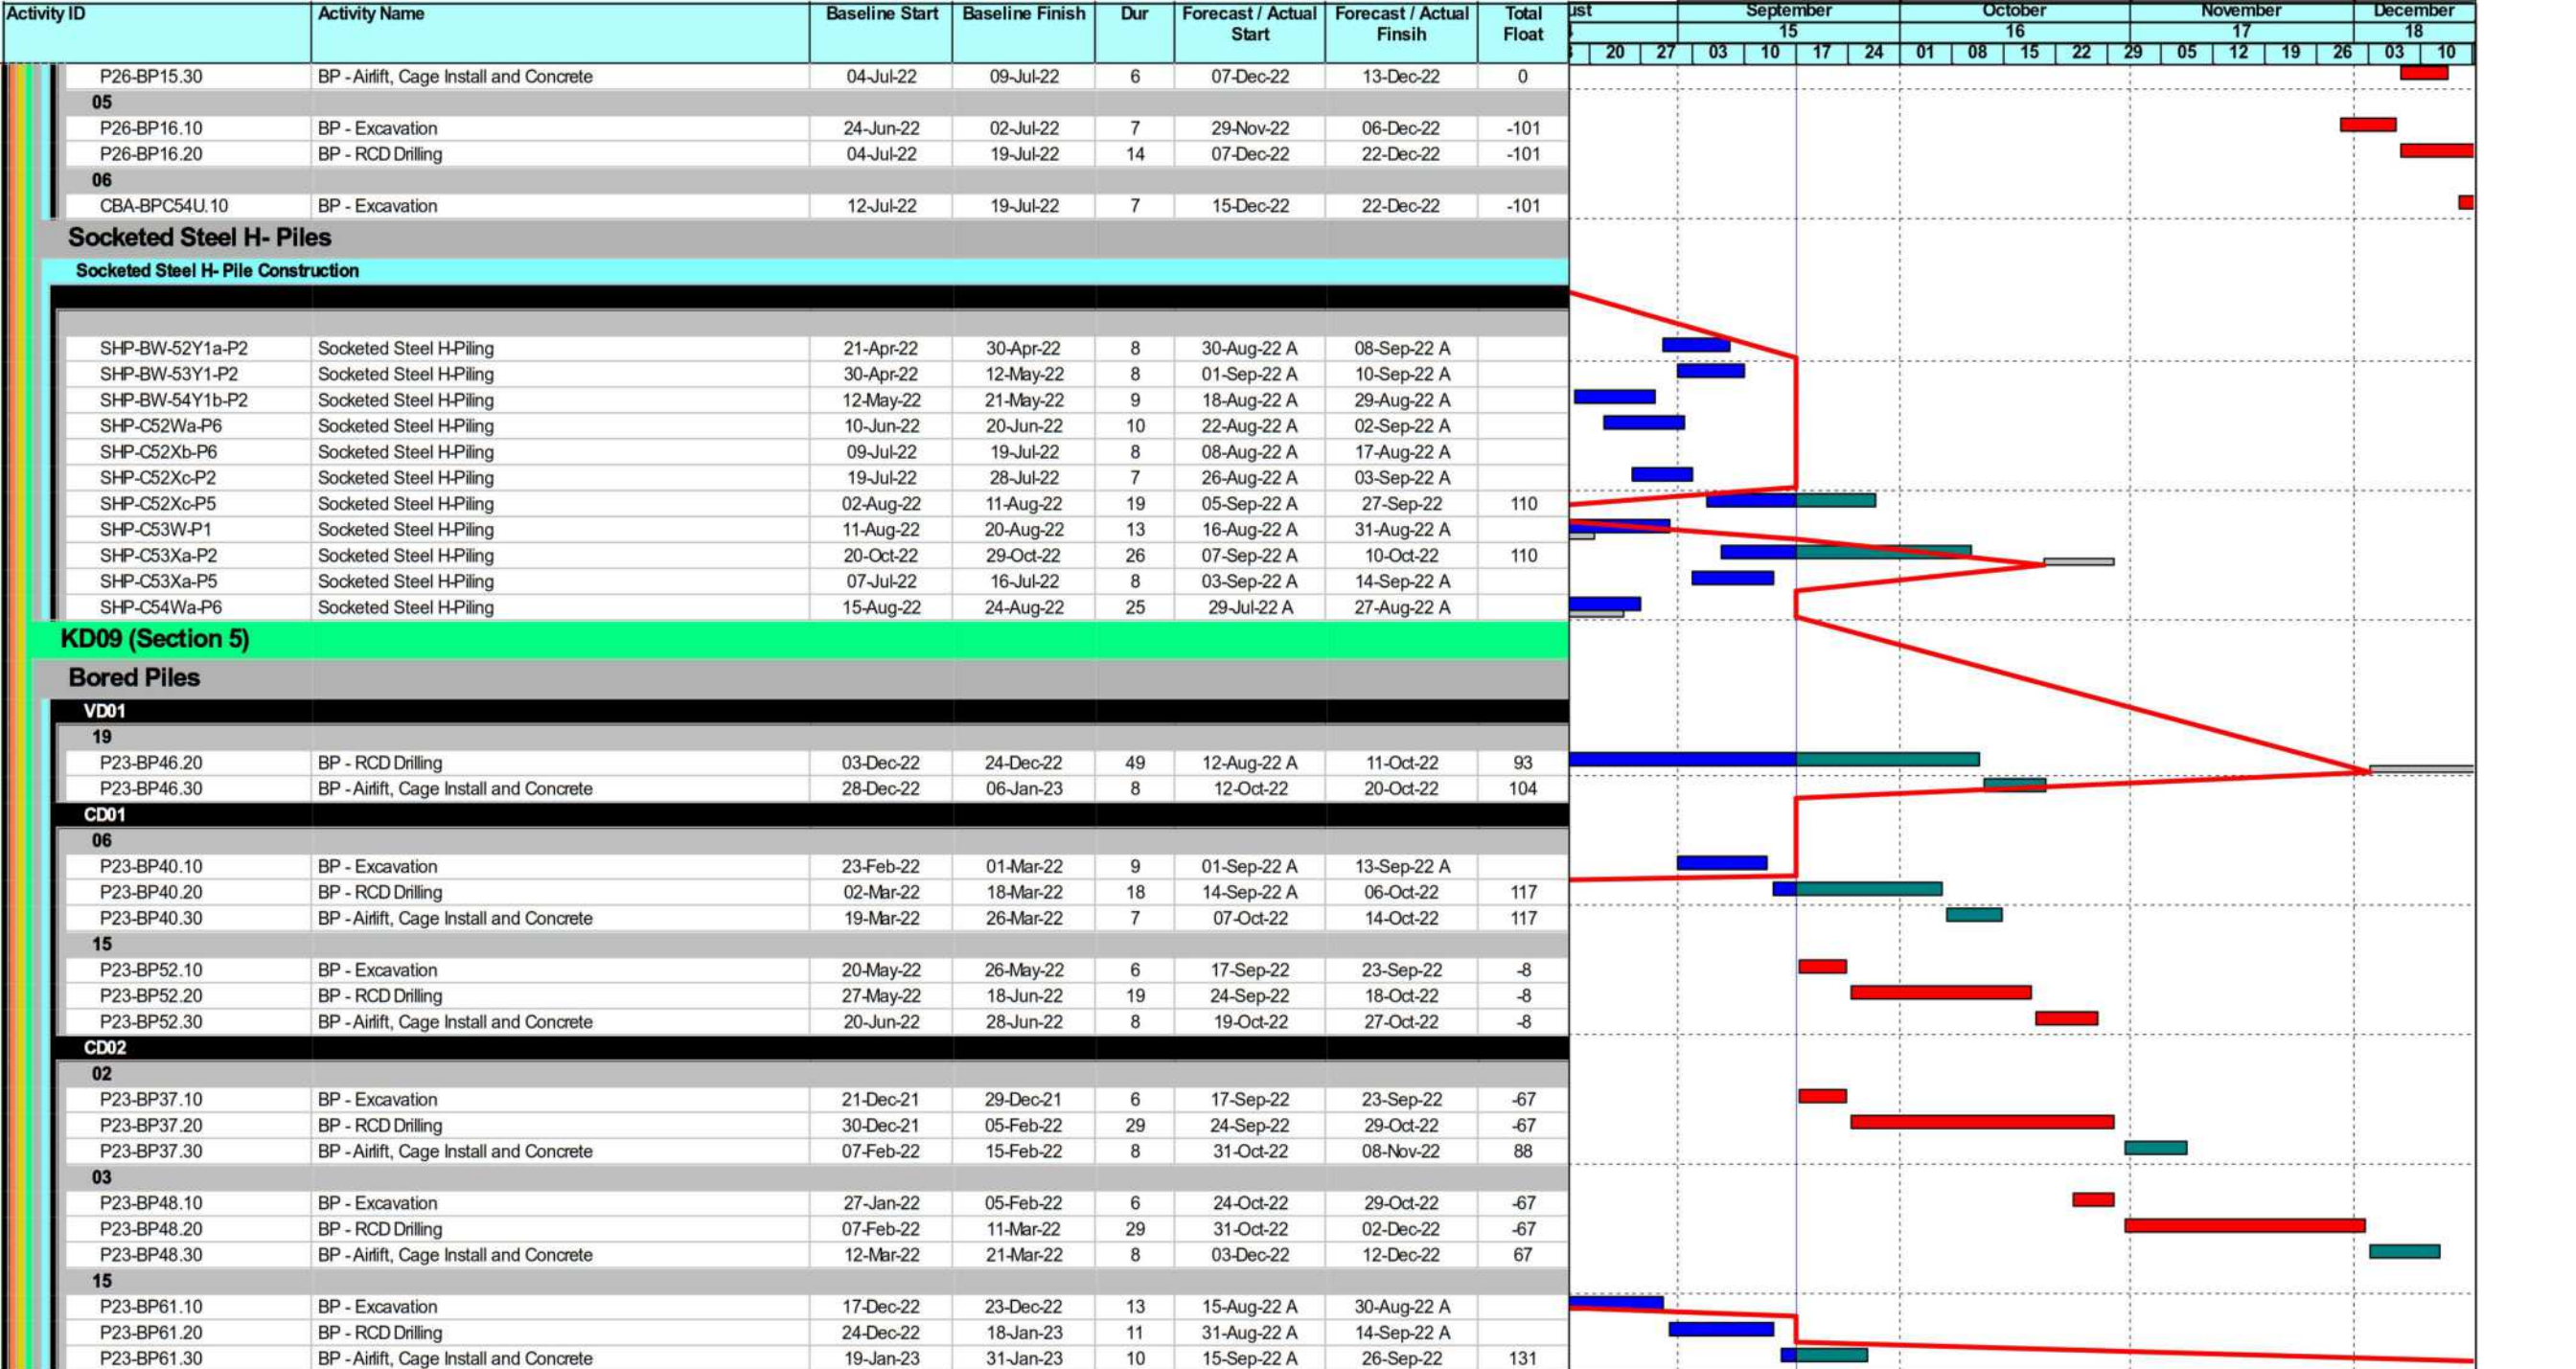 Activity ID Activity Name Baseline Start Baseline Finish Dur Forecast / Actual Start Forecast / Actual Finsih Total Float
ust September October November December
15 16 17 18
20 27 03 10 17 24 01 08 15 22 29 05 12 19 26 03 10
P26-BP15.30 BP - Airlift, Cage Install and Concrete 04-Jul-22 09-Jul-22 6 07-Dec-22 13-Dec-22 0
05
P26-BP16.10 BP - Excavation 24-Jun-22 02-Jul-22 7 29-Nov-22 06-Dec-22 -101
P26-BP16.20 BP - RCD Drilling 04-Jul-22 19-Jul-22 14 07-Dec-22 22-Dec-22 -101
06
CBA-BPC54U.10 BP - Excavation 12-Jul-22 19-Jul-22 7 15-Dec-22 22-Dec-22 -101
Socketed Steel H- Piles
Socketed Steel H- Pile Construction
SHP-BW-52Y1a-P2 Socketed Steel H-Piling 21-Apr-22 30-Apr-22 8 30-Aug-22 A 08-Sep-22 A
SHP-BW-53Y1-P2 Socketed Steel H-Piling 30-Apr-22 12-May-22 8 01-Sep-22 A 10-Sep-22 A
SHP-BW-54Y1b-P2 Socketed Steel H-Piling 12-May-22 21-May-22 9 18-Aug-22 A 29-Aug-22 A
SHP-C52Wa-P6 Socketed Steel H-Piling 10-Jun-22 20-Jun-22 10 22-Aug-22 A 02-Sep-22 A
SHP-C52Xb-P6 Socketed Steel H-Piling 09-Jul-22 19-Jul-22 8 08-Aug-22 A 17-Aug-22 A
SHP-C52Xc-P2 Socketed Steel H-Piling 19-Jul-22 28-Jul-22 7 26-Aug-22 A 03-Sep-22 A
SHP-C52Xc-P5 Socketed Steel H-Piling 02-Aug-22 11-Aug-22 19 05-Sep-22 A 27-Sep-22 110
SHP-C53W-P1 Socketed Steel H-Piling 11-Aug-22 20-Aug-22 13 16-Aug-22 A 31-Aug-22 A
SHP-C53Xa-P2 Socketed Steel H-Piling 20-Oct-22 29-Oct-22 26 07-Sep-22 A 10-Oct-22 110
SHP-C53Xa-P5 Socketed Steel H-Piling 07-Jul-22 16-Jul-22 8 03-Sep-22 A 14-Sep-22 A
SHP-C54Wa-P6 Socketed Steel H-Piling 15-Aug-22 24-Aug-22 25 29-Jul-22 A 27-Aug-22 A
KD09 (Section 5)
Bored Piles
VD01
19
P23-BP46.20 BP - RCD Drilling 03-Dec-22 24-Dec-22 49 12-Aug-22 A 11-Oct-22 93
P23-BP46.30 BP - Airlift, Cage Install and Concrete 28-Dec-22 06-Jan-23 8 12-Oct-22 20-Oct-22 104
CD01
06
P23-BP40.10 BP - Excavation 23-Feb-22 01-Mar-22 9 01-Sep-22 A 13-Sep-22 A
P23-BP40.20 BP - RCD Drilling 02-Mar-22 18-Mar-22 18 14-Sep-22 A 06-Oct-22 117
P23-BP40.30 BP - Airlift, Cage Install and Concrete 19-Mar-22 26-Mar-22 7 07-Oct-22 14-Oct-22 117
15
P23-BP52.10 BP - Excavation 20-May-22 26-May-22 6 17-Sep-22 23-Sep-22 -8
P23-BP52.20 BP - RCD Drilling 27-May-22 18-Jun-22 19 24-Sep-22 18-Oct-22 -8
P23-BP52.30 BP - Airlift, Cage Install and Concrete 20-Jun-22 28-Jun-22 8 19-Oct-22 27-Oct-22 -8
CD02
02
P23-BP37.10 BP - Excavation 21-Dec-21 29-Dec-21 6 17-Sep-22 23-Sep-22 -67
P23-BP37.20 BP - RCD Drilling 30-Dec-21 05-Feb-22 29 24-Sep-22 29-Oct-22 -67
P23-BP37.30 BP - Airlift, Cage Install and Concrete 07-Feb-22 15-Feb-22 8 31-Oct-22 08-Nov-22 88
03
P23-BP48.10 BP - Excavation 27-Jan-22 05-Feb-22 6 24-Oct-22 29-Oct-22 -67
P23-BP48.20 BP - RCD Drilling 07-Feb-22 11-Mar-22 29 31-Oct-22 02-Dec-22 -67
P23-BP48.30 BP - Airlift, Cage Install and Concrete 12-Mar-22 21-Mar-22 8 03-Dec-22 12-Dec-22 67
15
P23-BP61.10 BP - Excavation 17-Dec-22 23-Dec-22 13 15-Aug-22 A 30-Aug-22 A
P23-BP61.20 BP - RCD Drilling 24-Dec-22 18-Jan-23 11 31-Aug-22 A 14-Sep-22 A
P23-BP61.30 BP - Airlift, Cage Install and Concrete 19-Jan-23 31-Jan-23 10 15-Sep-22 A 26-Sep-22 131